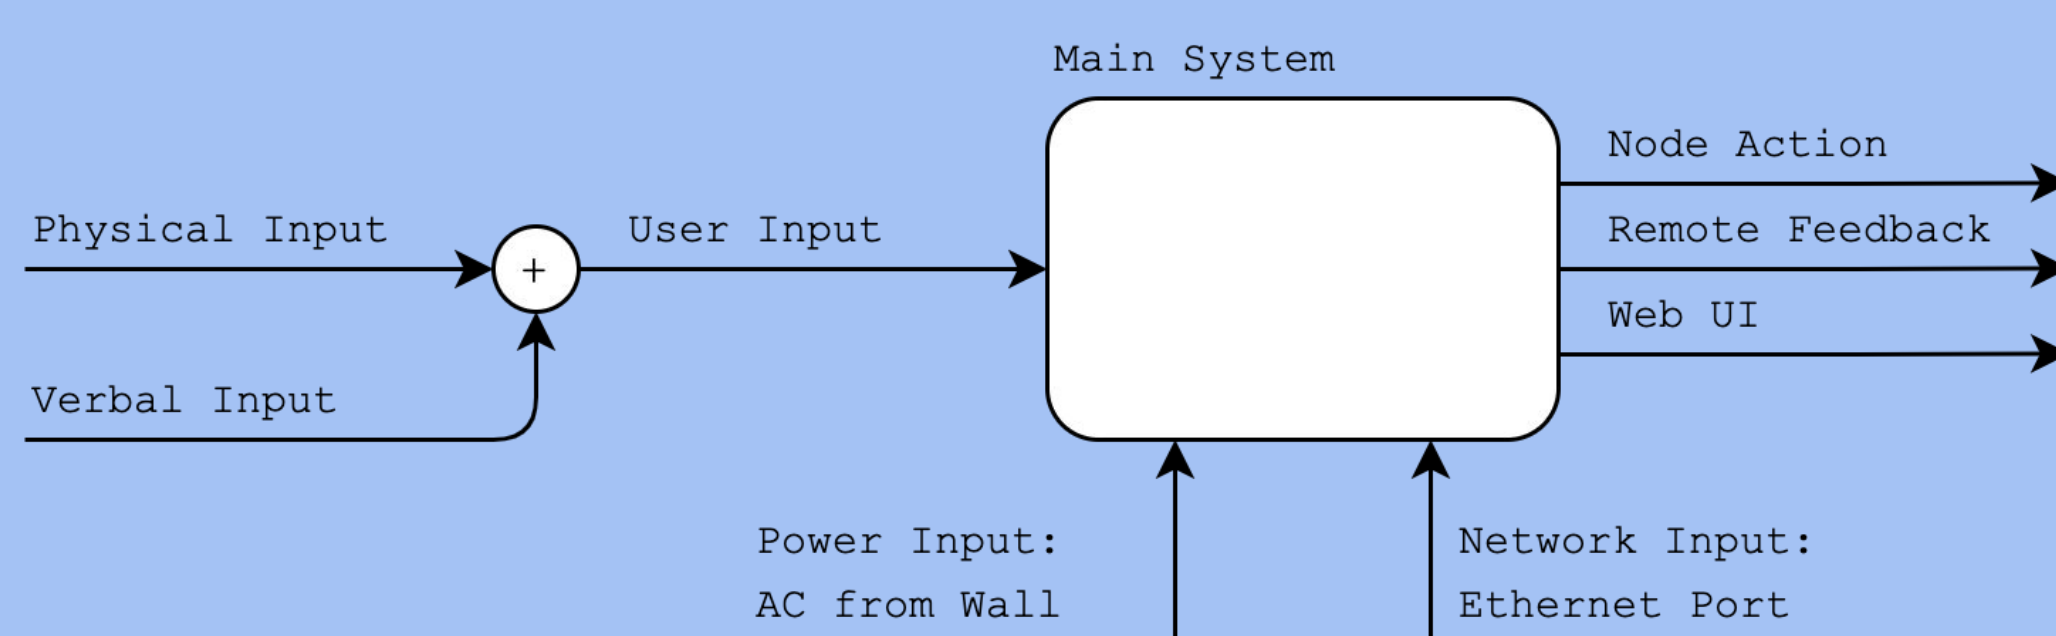 Main System
Node Action
Physical Input
User Input
Remote Feedback
+
Web UI
Verbal Input
Power Input:
AC from Wall
Network Input:
Ethernet Port